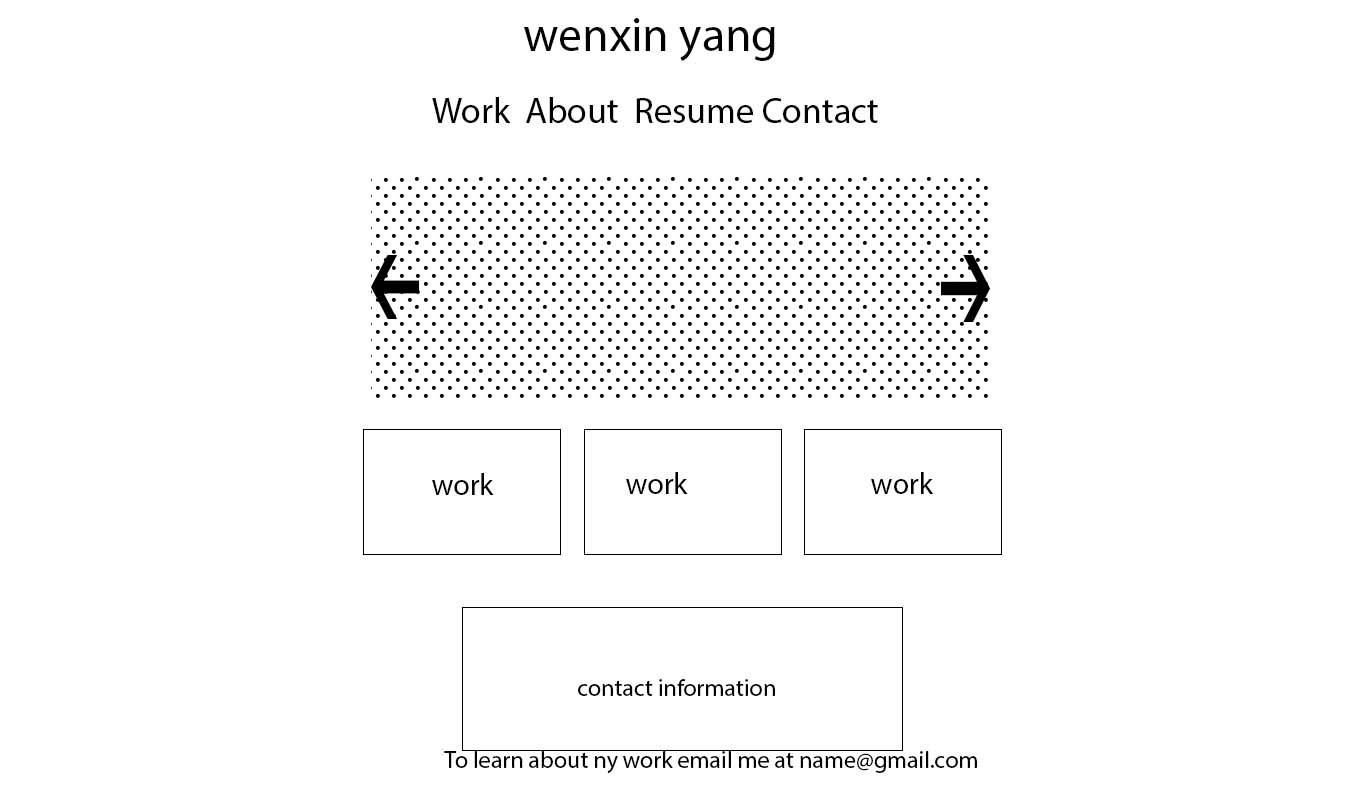 wenxin yang
Work About Resume Contact
work work work
contact information
To learn about ny work email me at name@gmail.com